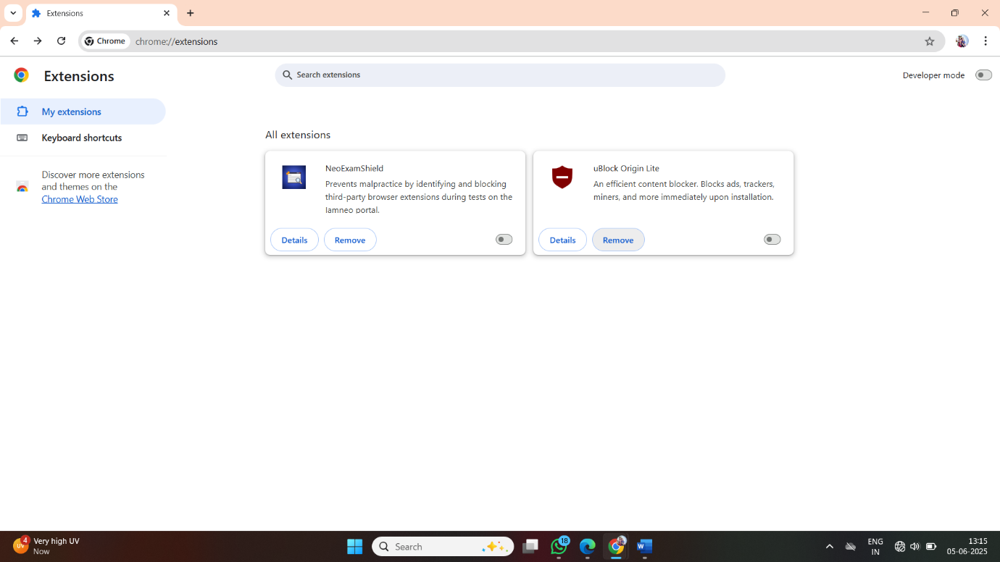 Extensions
Chrome
chrome://extensions
Extensions
Search extensions
Developer mode
My extensions
Keyboard shortcuts
Discover more extensions
and themes on the
Chrome Web Store
All extensions
NeoExamShield
Prevents malpractice by identifying and blocking
third-party browser extensions during tests on the
Iamneo portal.
Details
Remove
uBlock Origin Lite
An efficient content blocker. Blocks ads, trackers,
miners, and more immediately upon installation.
Details
Remove
UV
4
Very high UV
Now
Search
18
W
ENG
IN
13:15
05-06-2025